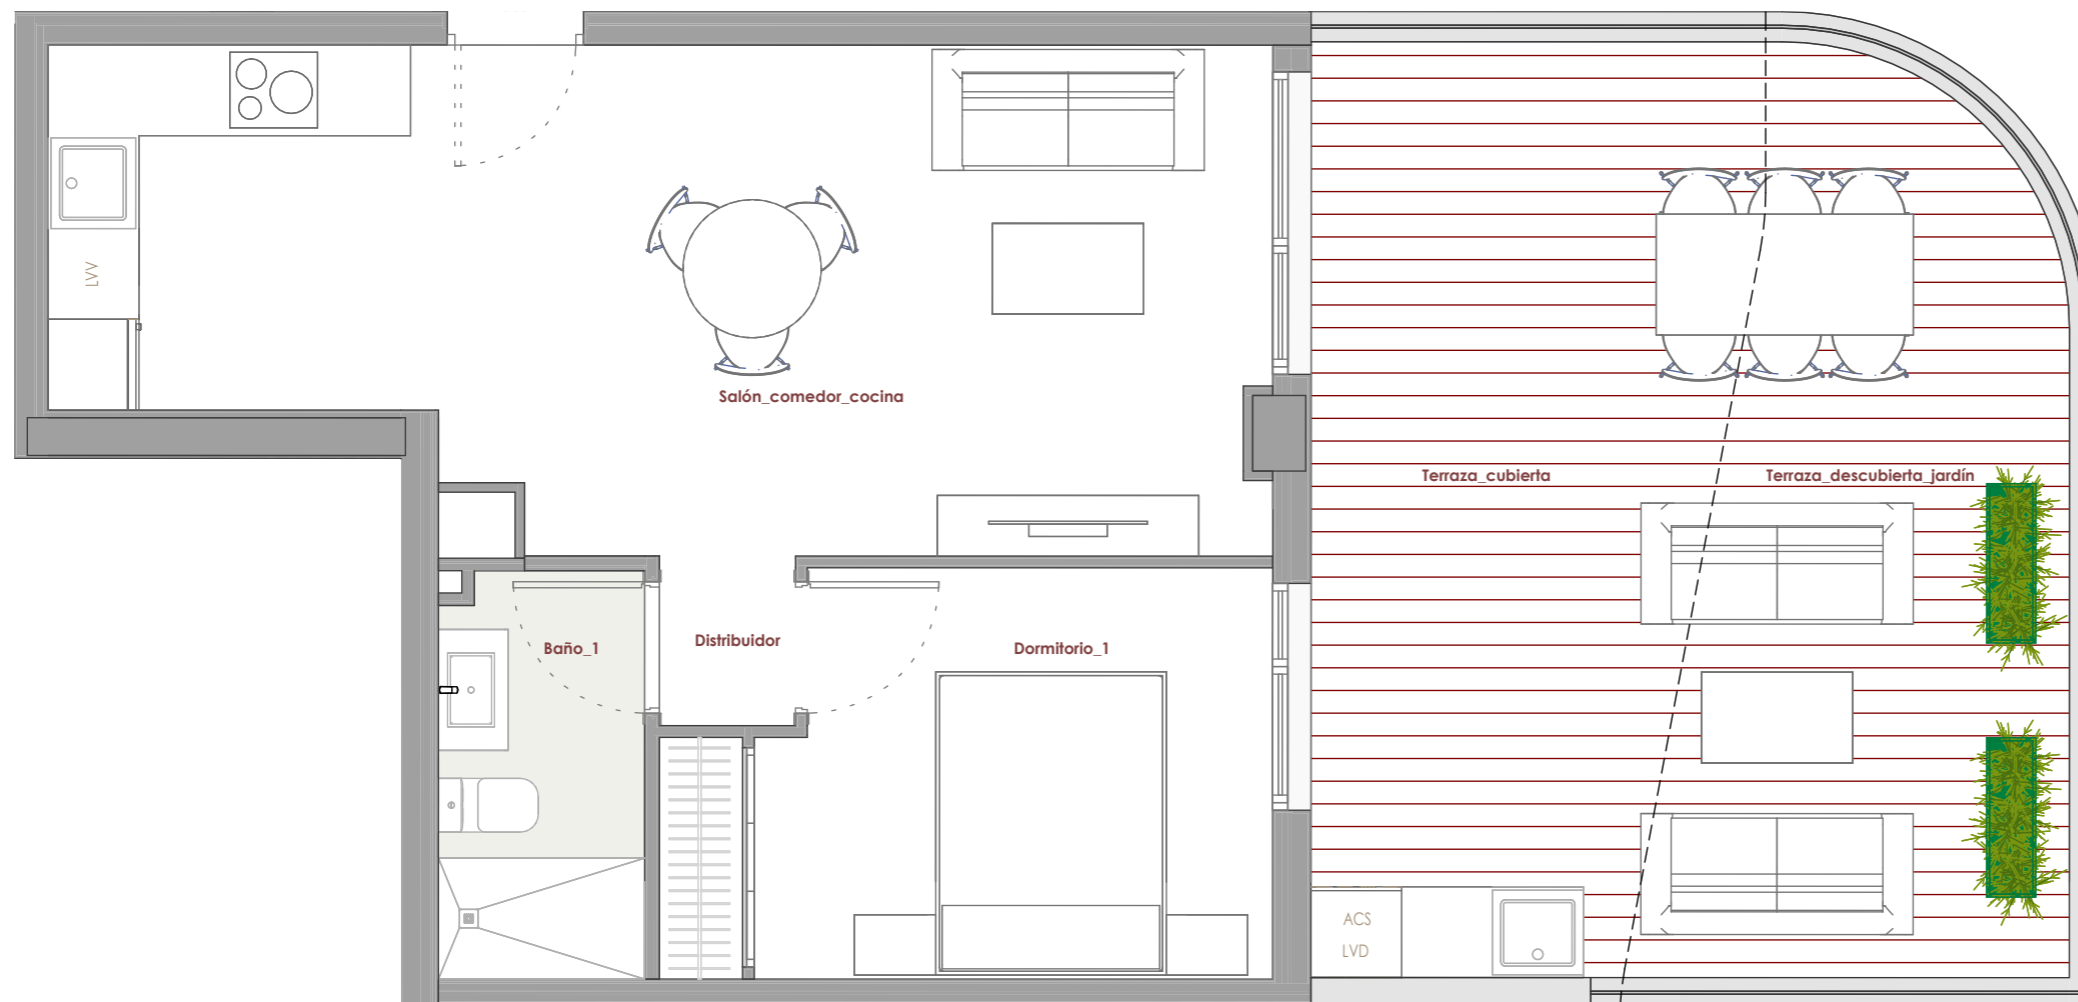 LVV
Salón_comedor_cocina
Terraza_cubierta
Terraza_descubierta_jardín
Baño_1
Distribuidor
Dormitorio_1
ACS
LVD